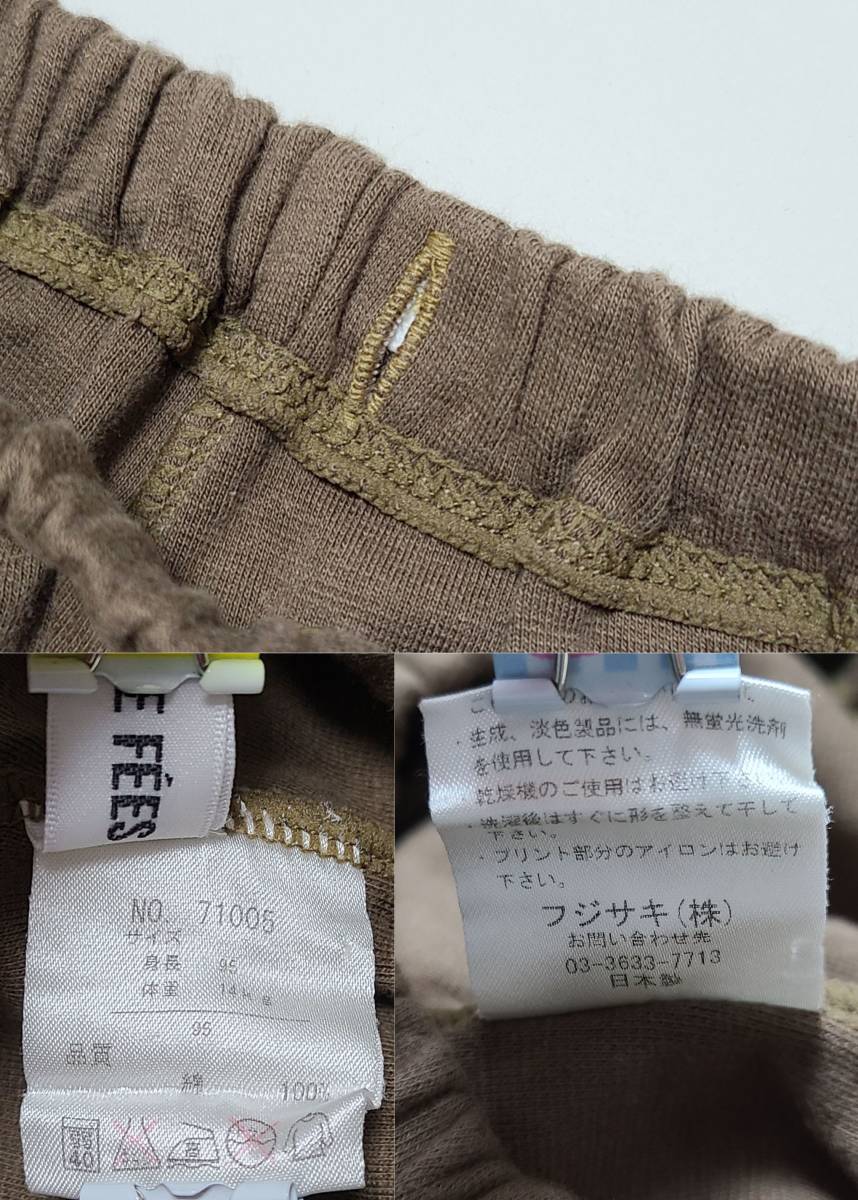 E FÉES
NO. 71005
サイズ
身長 95
体重 14kg
95
品質
綿 100%
40
・生成、淡色製品には、無蛍光洗剤
を使用して下さい。
・乾燥機のご使用はお避け下さい。
・洗濯後はすぐに形を整えて干して
下さい。
・プリント部分のアイロンはお避け
下さい。
フジサキ(株)
お問い合わせ先
03-3633-7713
日本製